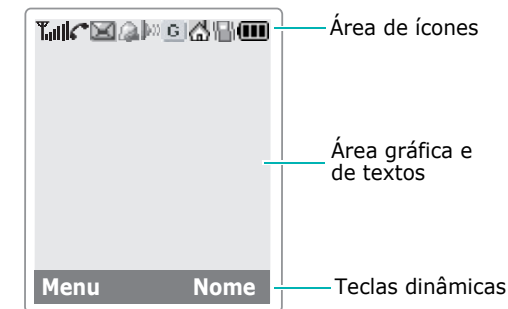 G
Área de ícones
Área gráfica e
de textos
Menu Nome
Teclas dinâmicas